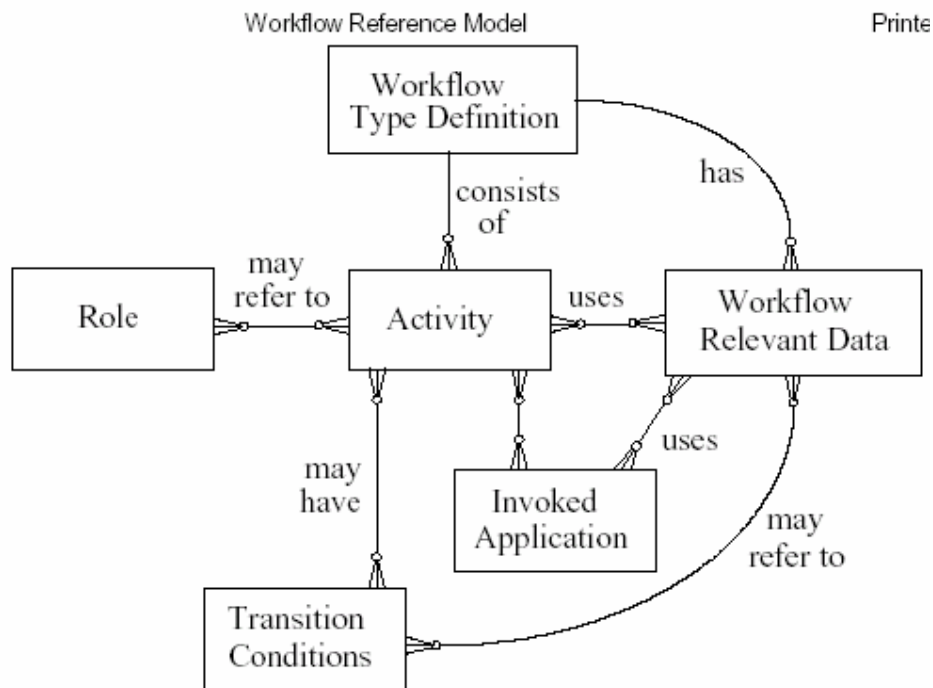 Workflow Reference Model
Printe
Workflow
Type Definition
has
consists
of
may
refer to
Role
Activity
uses
Workflow
Relevant Data
may
have
uses
Invoked
Application
may
refer to
Transition
Conditions